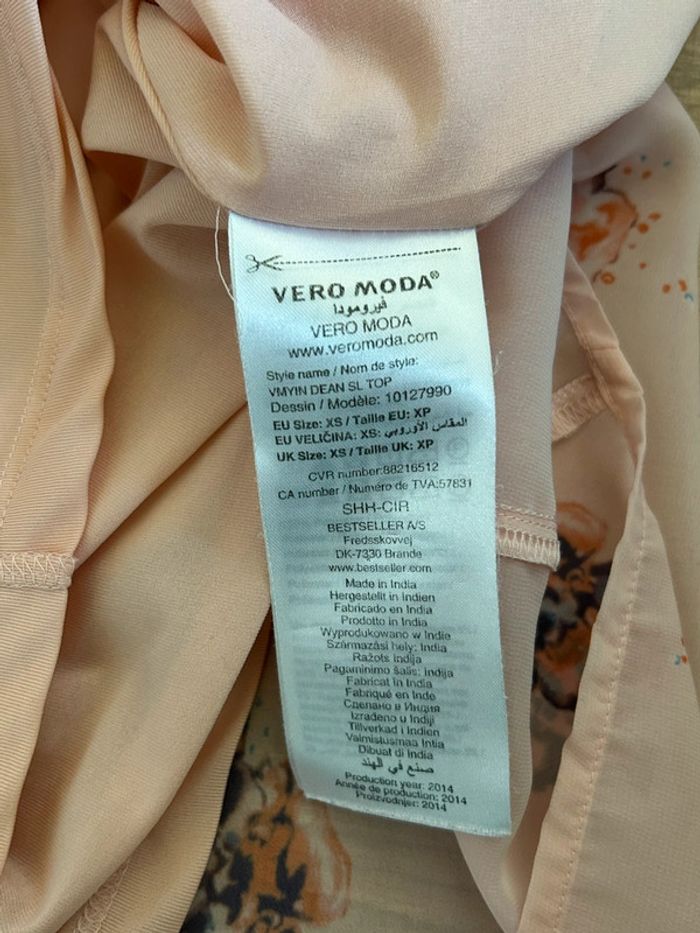 VERO MODA®
فيرومودا
VERO MODA
www.veromoda.com
Style name / Nom de style:
VMYIN DEAN SL TOP
Dessin / Modèle: 10127990
EU Size: XS / Taille EU: XP
EU VELIČINA: XS: المقاس الأوروبي
UK Size: XS / Taille UK: XP
CVR number:88216512
CA number / Numéro de TVA:57831
SHH-CIR
BESTSELLER A/S
Fredsskovvej
DK-7330 Brande
www.bestseller.com
Made in India
Hergestellt in Indien
Fabricado en India
Prodotto in India
Wyprodukowano w Indie
Származási hely: India
Ražots Indija
Pagaminimo šalis: Indija
Fabricat in India
Fabriqué en Inde
Сделано в Индия
Izrađeno u Indiji
Tillverkad i Indien
Valmistusmaa Intia
Dibuat di India
صنع في الهند
Production year: 2014
Année de production: 2014
Proizvodnjer: 2014